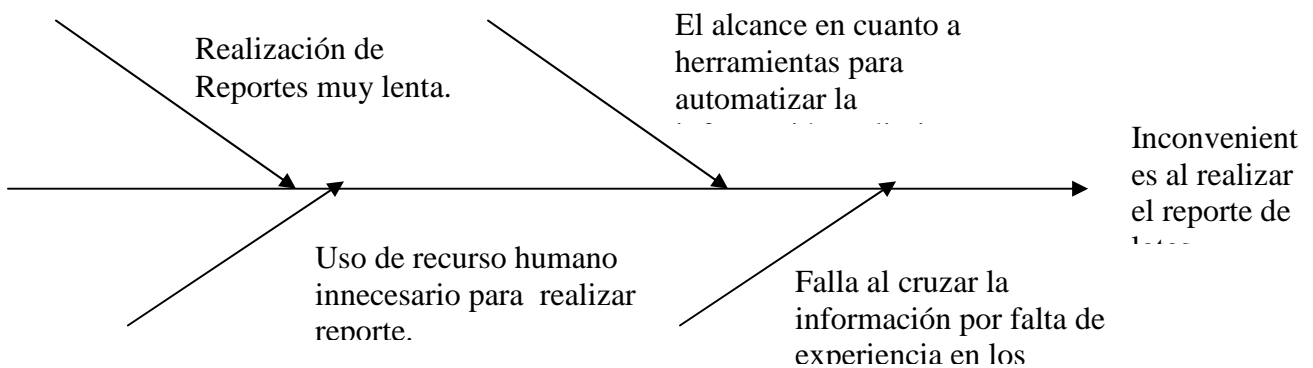 Realización de
Reportes muy lenta.
El alcance en cuanto a
herramientas para
automatizar la
Inconvenient
es al realizar
el reporte de
Uso de recurso humano
innecesario para realizar
reporte.
Falla al cruzar la
información por falta de
experiencia en los